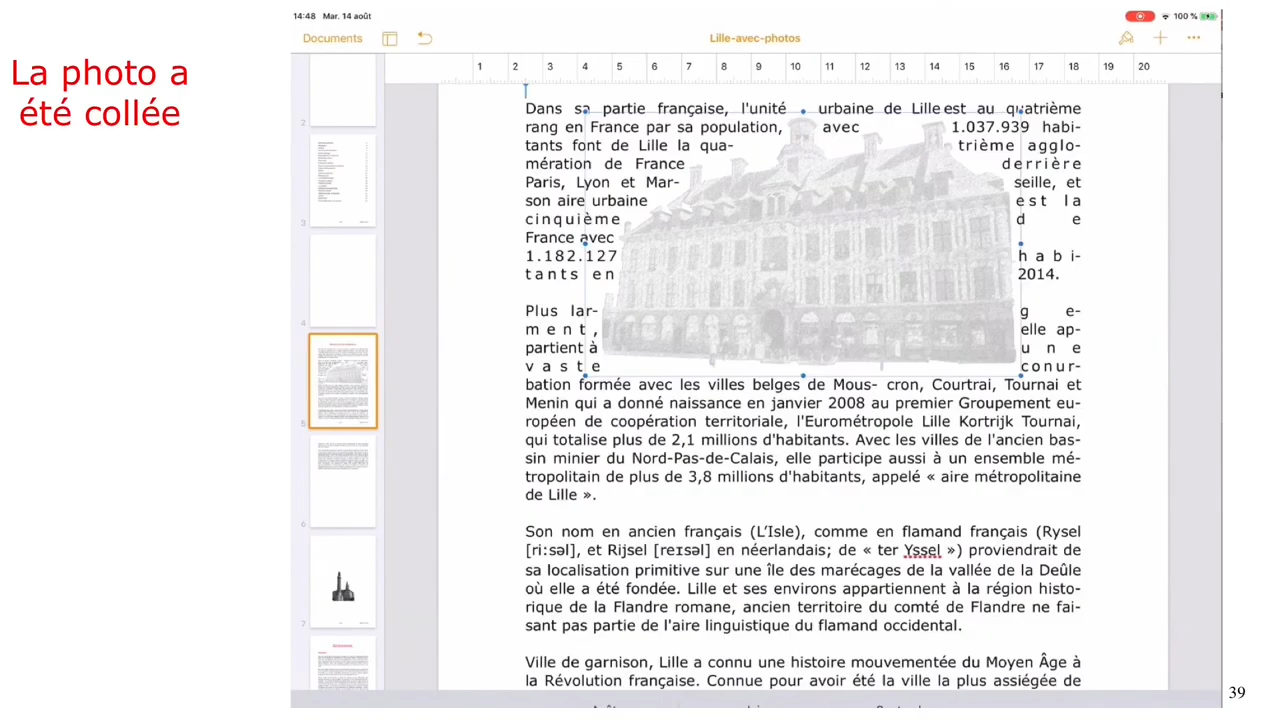 14:48 Mar. 14 août
100 %
Documents
Lille-avec-photos
La photo a
été collée
1 2 3 4 5 6 7 8 9 10 11 12 13 14 15 16 17 18 19 20
2
3
4
5
6
7
Dans sa partie française, l'unité urbaine de Lille est au quatrième
rang en France par sa population, avec 1.037.939 habi-
tants font de Lille la qua- trième agglo-
mération de France derrière
Paris, Lyon et Mar- seille, et
son aire urbaine est la
cinquième de
France avec
1.182.127 habi-
tants en 2014.
Plus lar- ge-
ment, elle ap-
partient à une
vaste conur-
bation formée avec les villes belges de Mous- cron, Courtrai, Tournai et
Menin qui a donné naissance en janvier 2008 au premier Groupement eu-
ropéen de coopération territoriale, l'Eurométropole Lille Kortrijk Tournai,
qui totalise plus de 2,1 millions d'habitants. Avec les villes de l'ancien bas-
sin minier du Nord-Pas-de-Calais, elle participe aussi à un ensemble mé-
tropolitain de plus de 3,8 millions d'habitants, appelé « aire métropolitaine
de Lille ».
Son nom en ancien français (L'Isle), comme en flamand français (Rysel
[ri:səl], et Rijsel [reɪsəl] en néerlandais; de « ter Yssel ») proviendrait de
sa localisation primitive sur une île des marécages de la vallée de la Deûle
où elle a été fondée. Lille et ses environs appartiennent à la région histo-
rique de la Flandre romane, ancien territoire du comté de Flandre ne fai-
sant pas partie de l'aire linguistique du flamand occidental.
Ville de garnison, Lille a connu une histoire mouvementée du Moyen Âge à
la Révolution française. Connue pour avoir été la ville la plus assiégée de
39